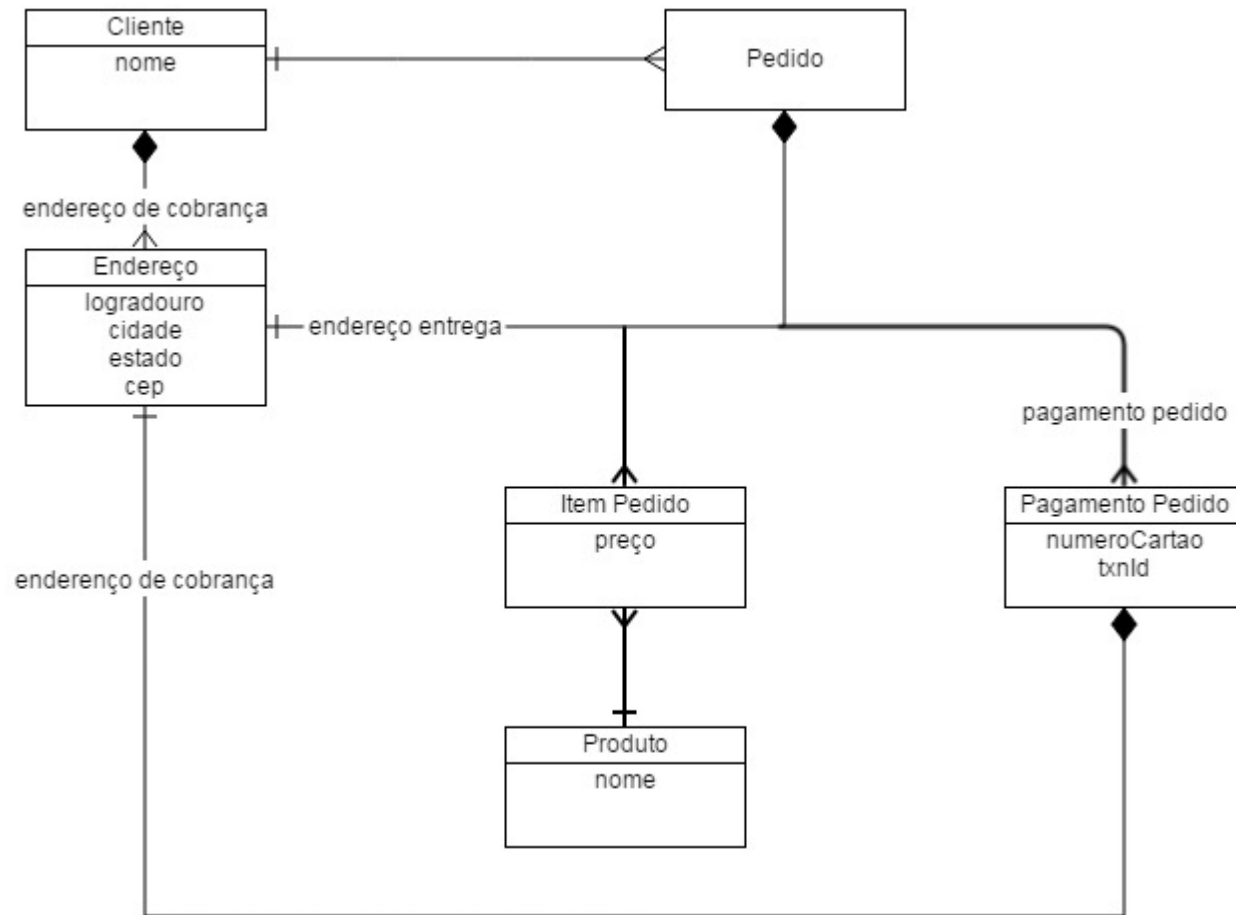 Cliente
nome
Pedido
endereço de cobrança
Endereço
logradouro
cidade
estado
cep
endereço entrega
pagamento pedido
Item Pedido
preço
Pagamento Pedido
numeroCartao
txnId
enderenço de cobrança
Produto
nome